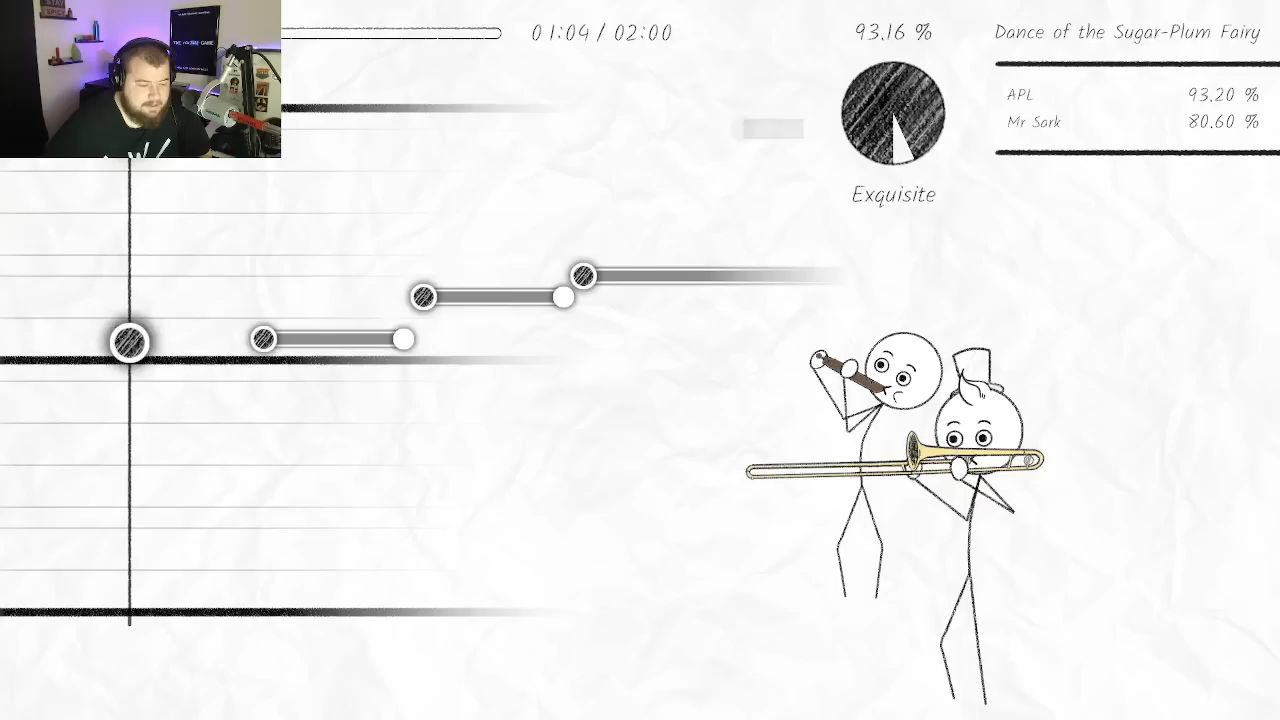 01:04 / 02:00
93.16 %
Dance of the Sugar-Plum Fairy
APL 93.20 %
Mr Sark 80.60 %
Exquisite
STAY